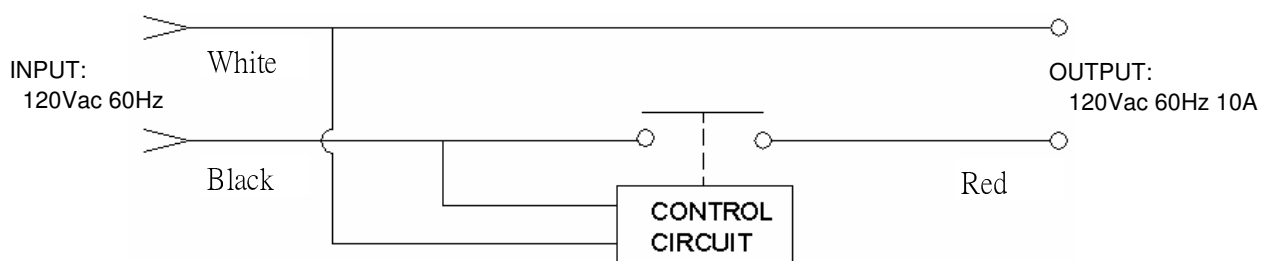 White
INPUT:
120Vac 60Hz
OUTPUT:
120Vac 60Hz 10A
Black
Red
CONTROL
CIRCUIT